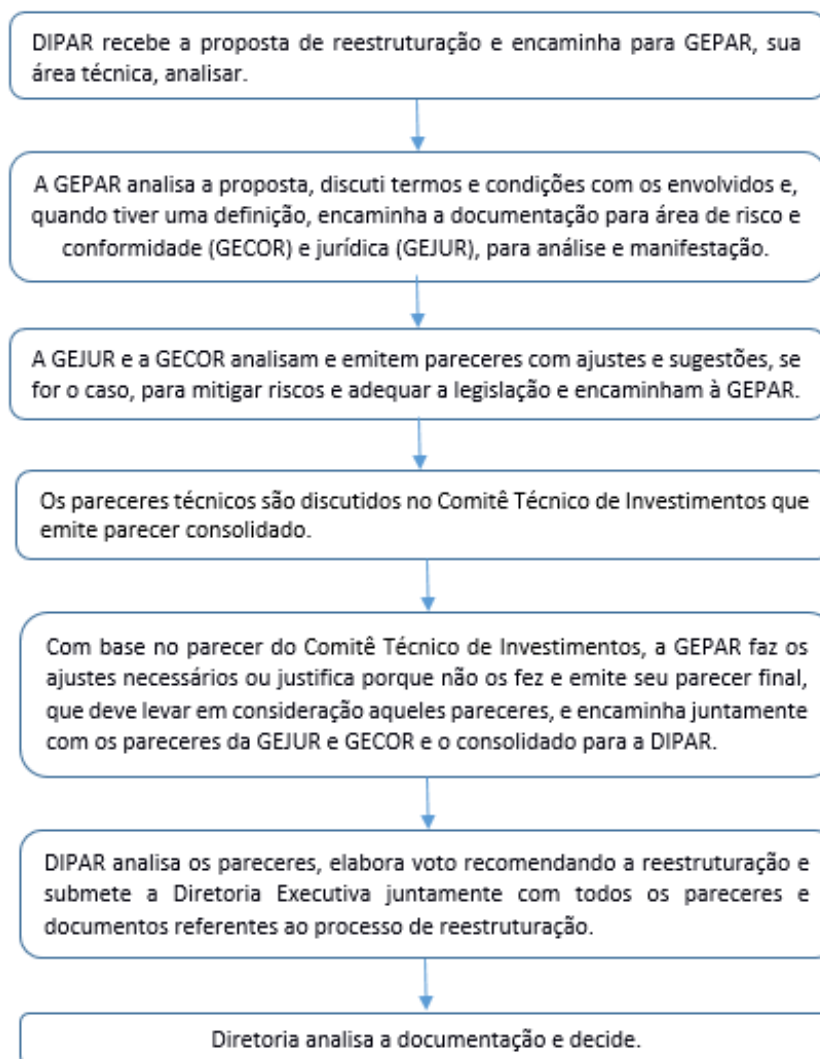 DIPAR recebe a proposta de reestruturação e encaminha para GEPAR, sua
área técnica, analisar.
A GEPAR analisa a proposta, discuti termos e condições com os envolvidos e,
quando tiver uma definição, encaminha a documentação para área de risco e
conformidade (GECOR) e jurídica (GEJUR), para análise e manifestação.
A GEJUR e a GECOR analisam e emitem pareceres com ajustes e sugestões, se
for o caso, para mitigar riscos e adequar a legislação e encaminham à GEPAR.
Os pareceres técnicos são discutidos no Comitê Técnico de Investimentos que
emite parecer consolidado.
Com base no parecer do Comitê Técnico de Investimentos, a GEPAR faz os
ajustes necessários ou justifica porque não os fez e emite seu parecer final,
que deve levar em consideração aqueles pareceres, e encaminha juntamente
com os pareceres da GEJUR e GECOR e o consolidado para a DIPAR.
DIPAR analisa os pareceres, elabora voto recomendando a reestruturação e
submete a Diretoria Executiva juntamente com todos os pareceres e
documentos referentes ao processo de reestruturação.
Diretoria analisa a documentação e decide.